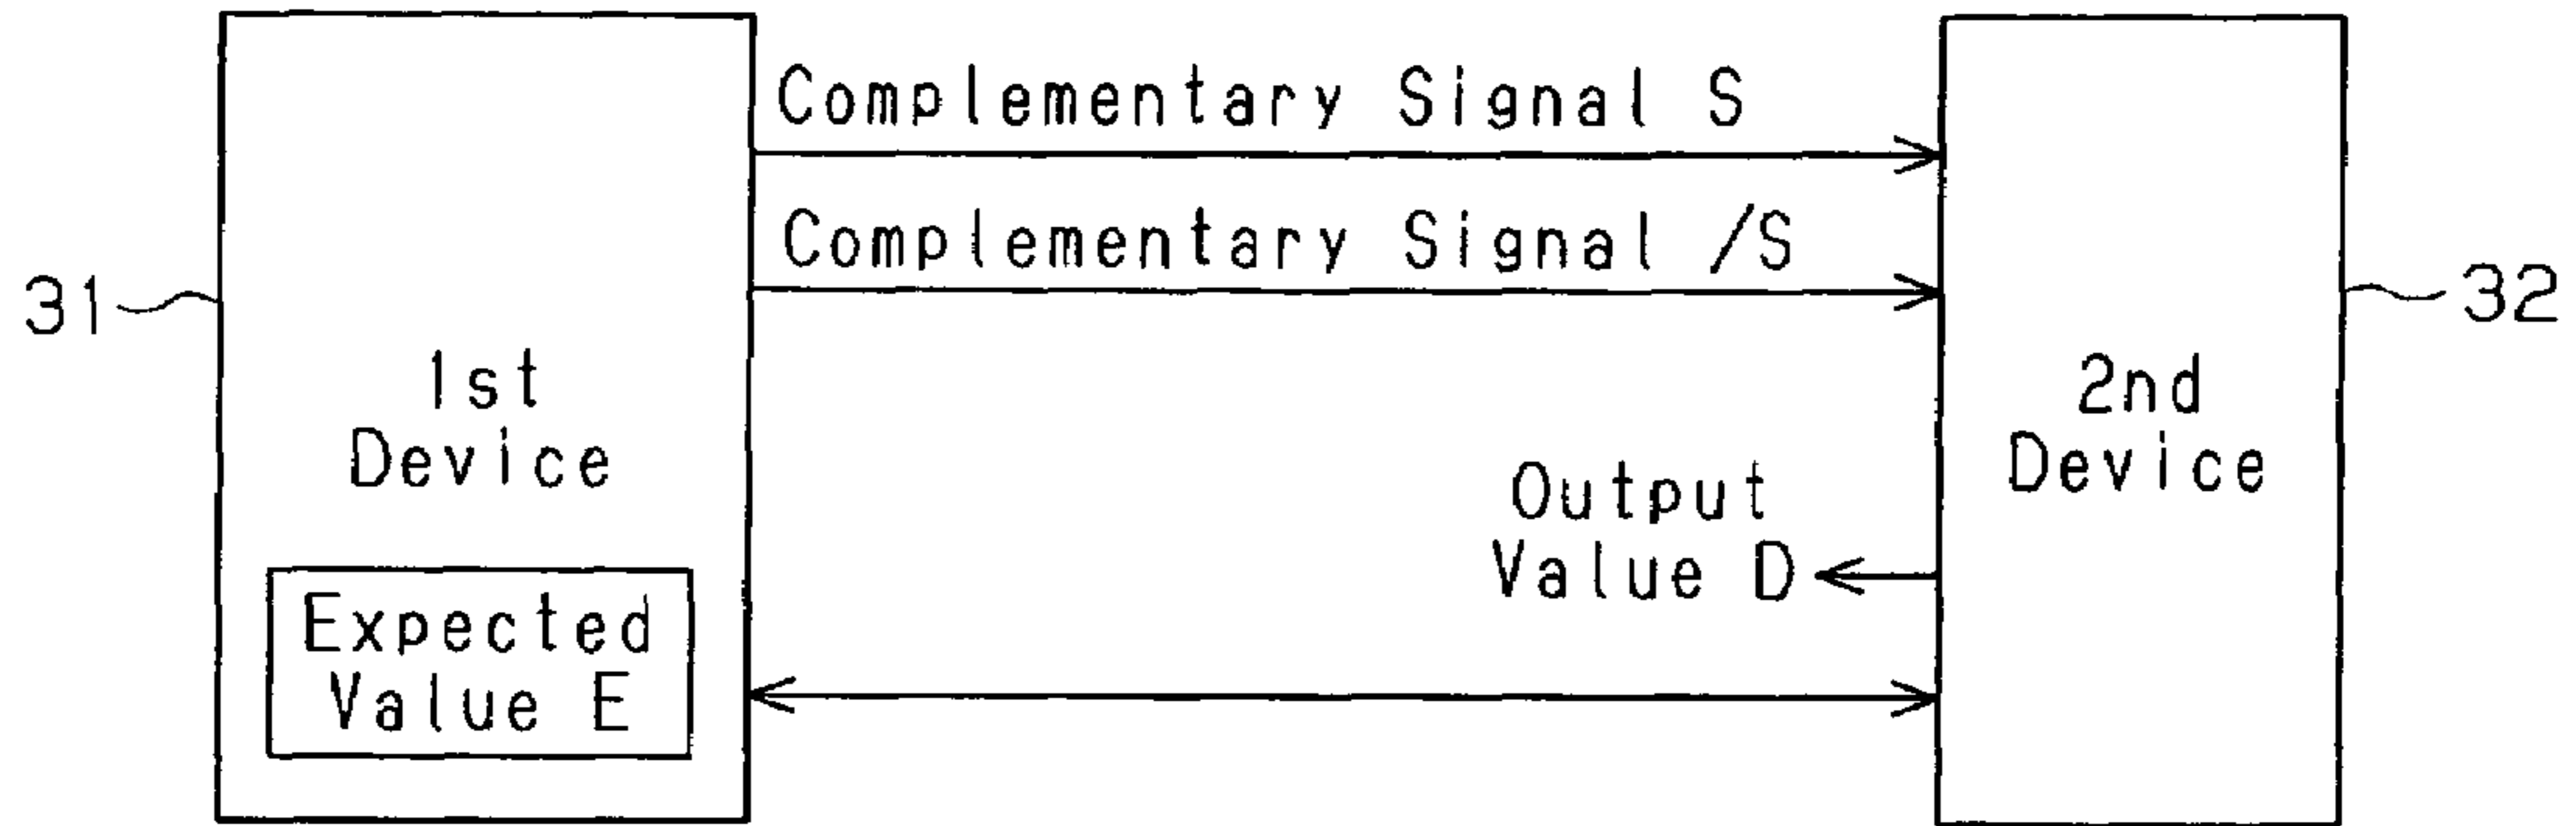 Complementary Signal S
Complementary Signal /S
31
32
1st
Device
2nd
Device
Output
Value D
Expected
Value E